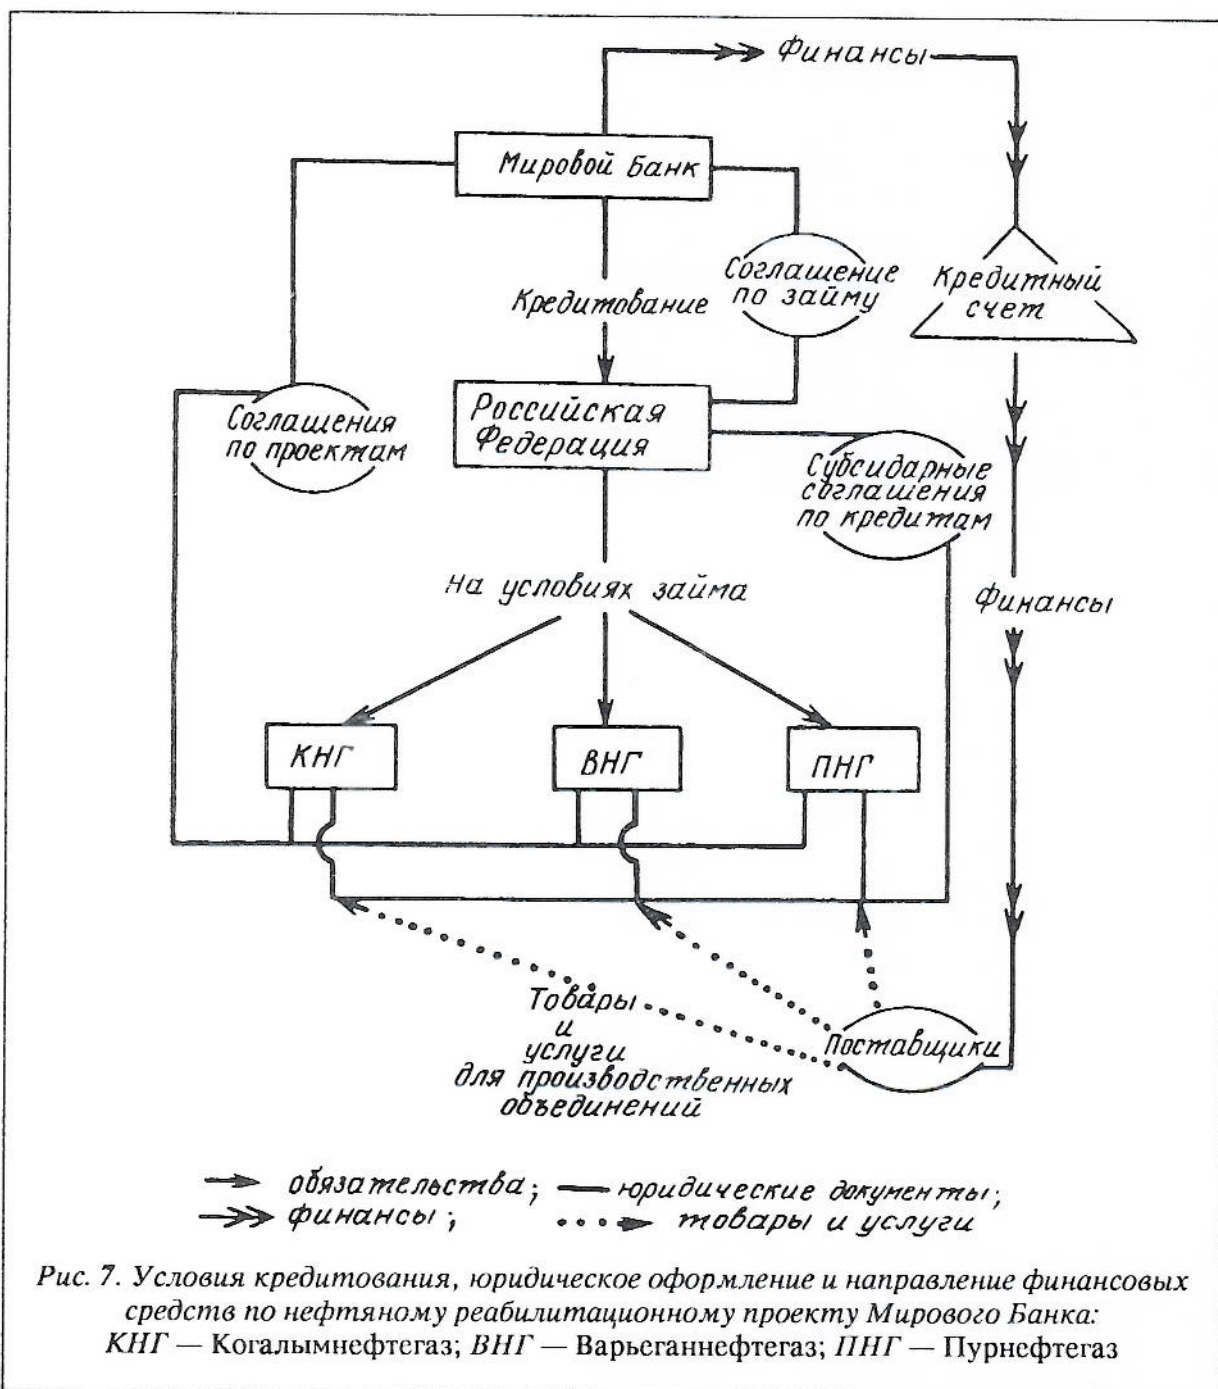 Финансы
Мировой Банк
Соглашение
по займу
Кредитный
счет
Кредитование
Российская
Федерация
Соглашения
по проектам
Субсидарные
соглашения
по кредитам
на условиях займа
Финансы
КНГ
ВНГ
ПНГ
Товары
и
услуги
для производственных
объединений
Поставщики
обязательства; юридические документы;
финансы; товары и услуги
Рис. 7. Условия кредитования, юридическое оформление и направление финансовых
средств по нефтяному реабилитационному проекту Мирового Банка:
КНГ — Когалымнефтегаз; ВНГ — Варьеганнефтегаз; ПНГ — Пурнефтегаз